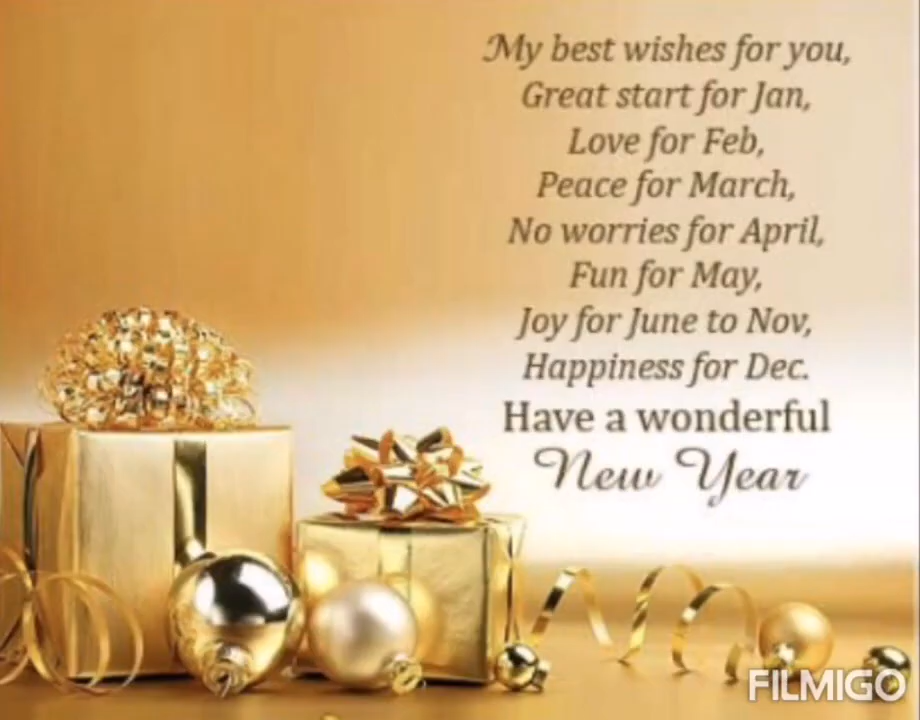 My best wishes for you,
Great start for Jan,
Love for Feb,
Peace for March,
No worries for April,
Fun for May,
Joy for June to Nov,
Happiness for Dec.
Have a wonderful
New Year
FILMIGO